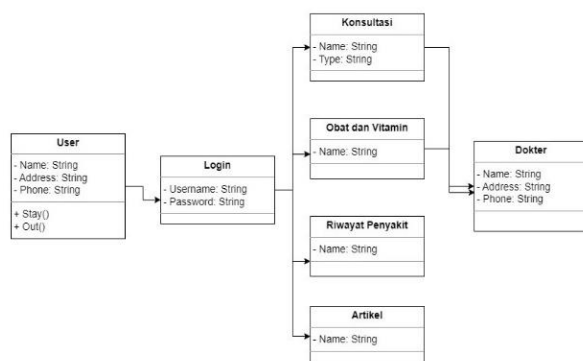 User
- Name: String
- Address: String
- Phone: String
+ Stay()
+ Out()
Login
- Username: String
- Password: String
Konsultasi
- Name: String
- Type: String
Obat dan Vitamin
- Name: String
Riwayat Penyakit
- Name: String
Artikel
- Name: String
Dokter
- Name: String
- Address: String
- Phone: String